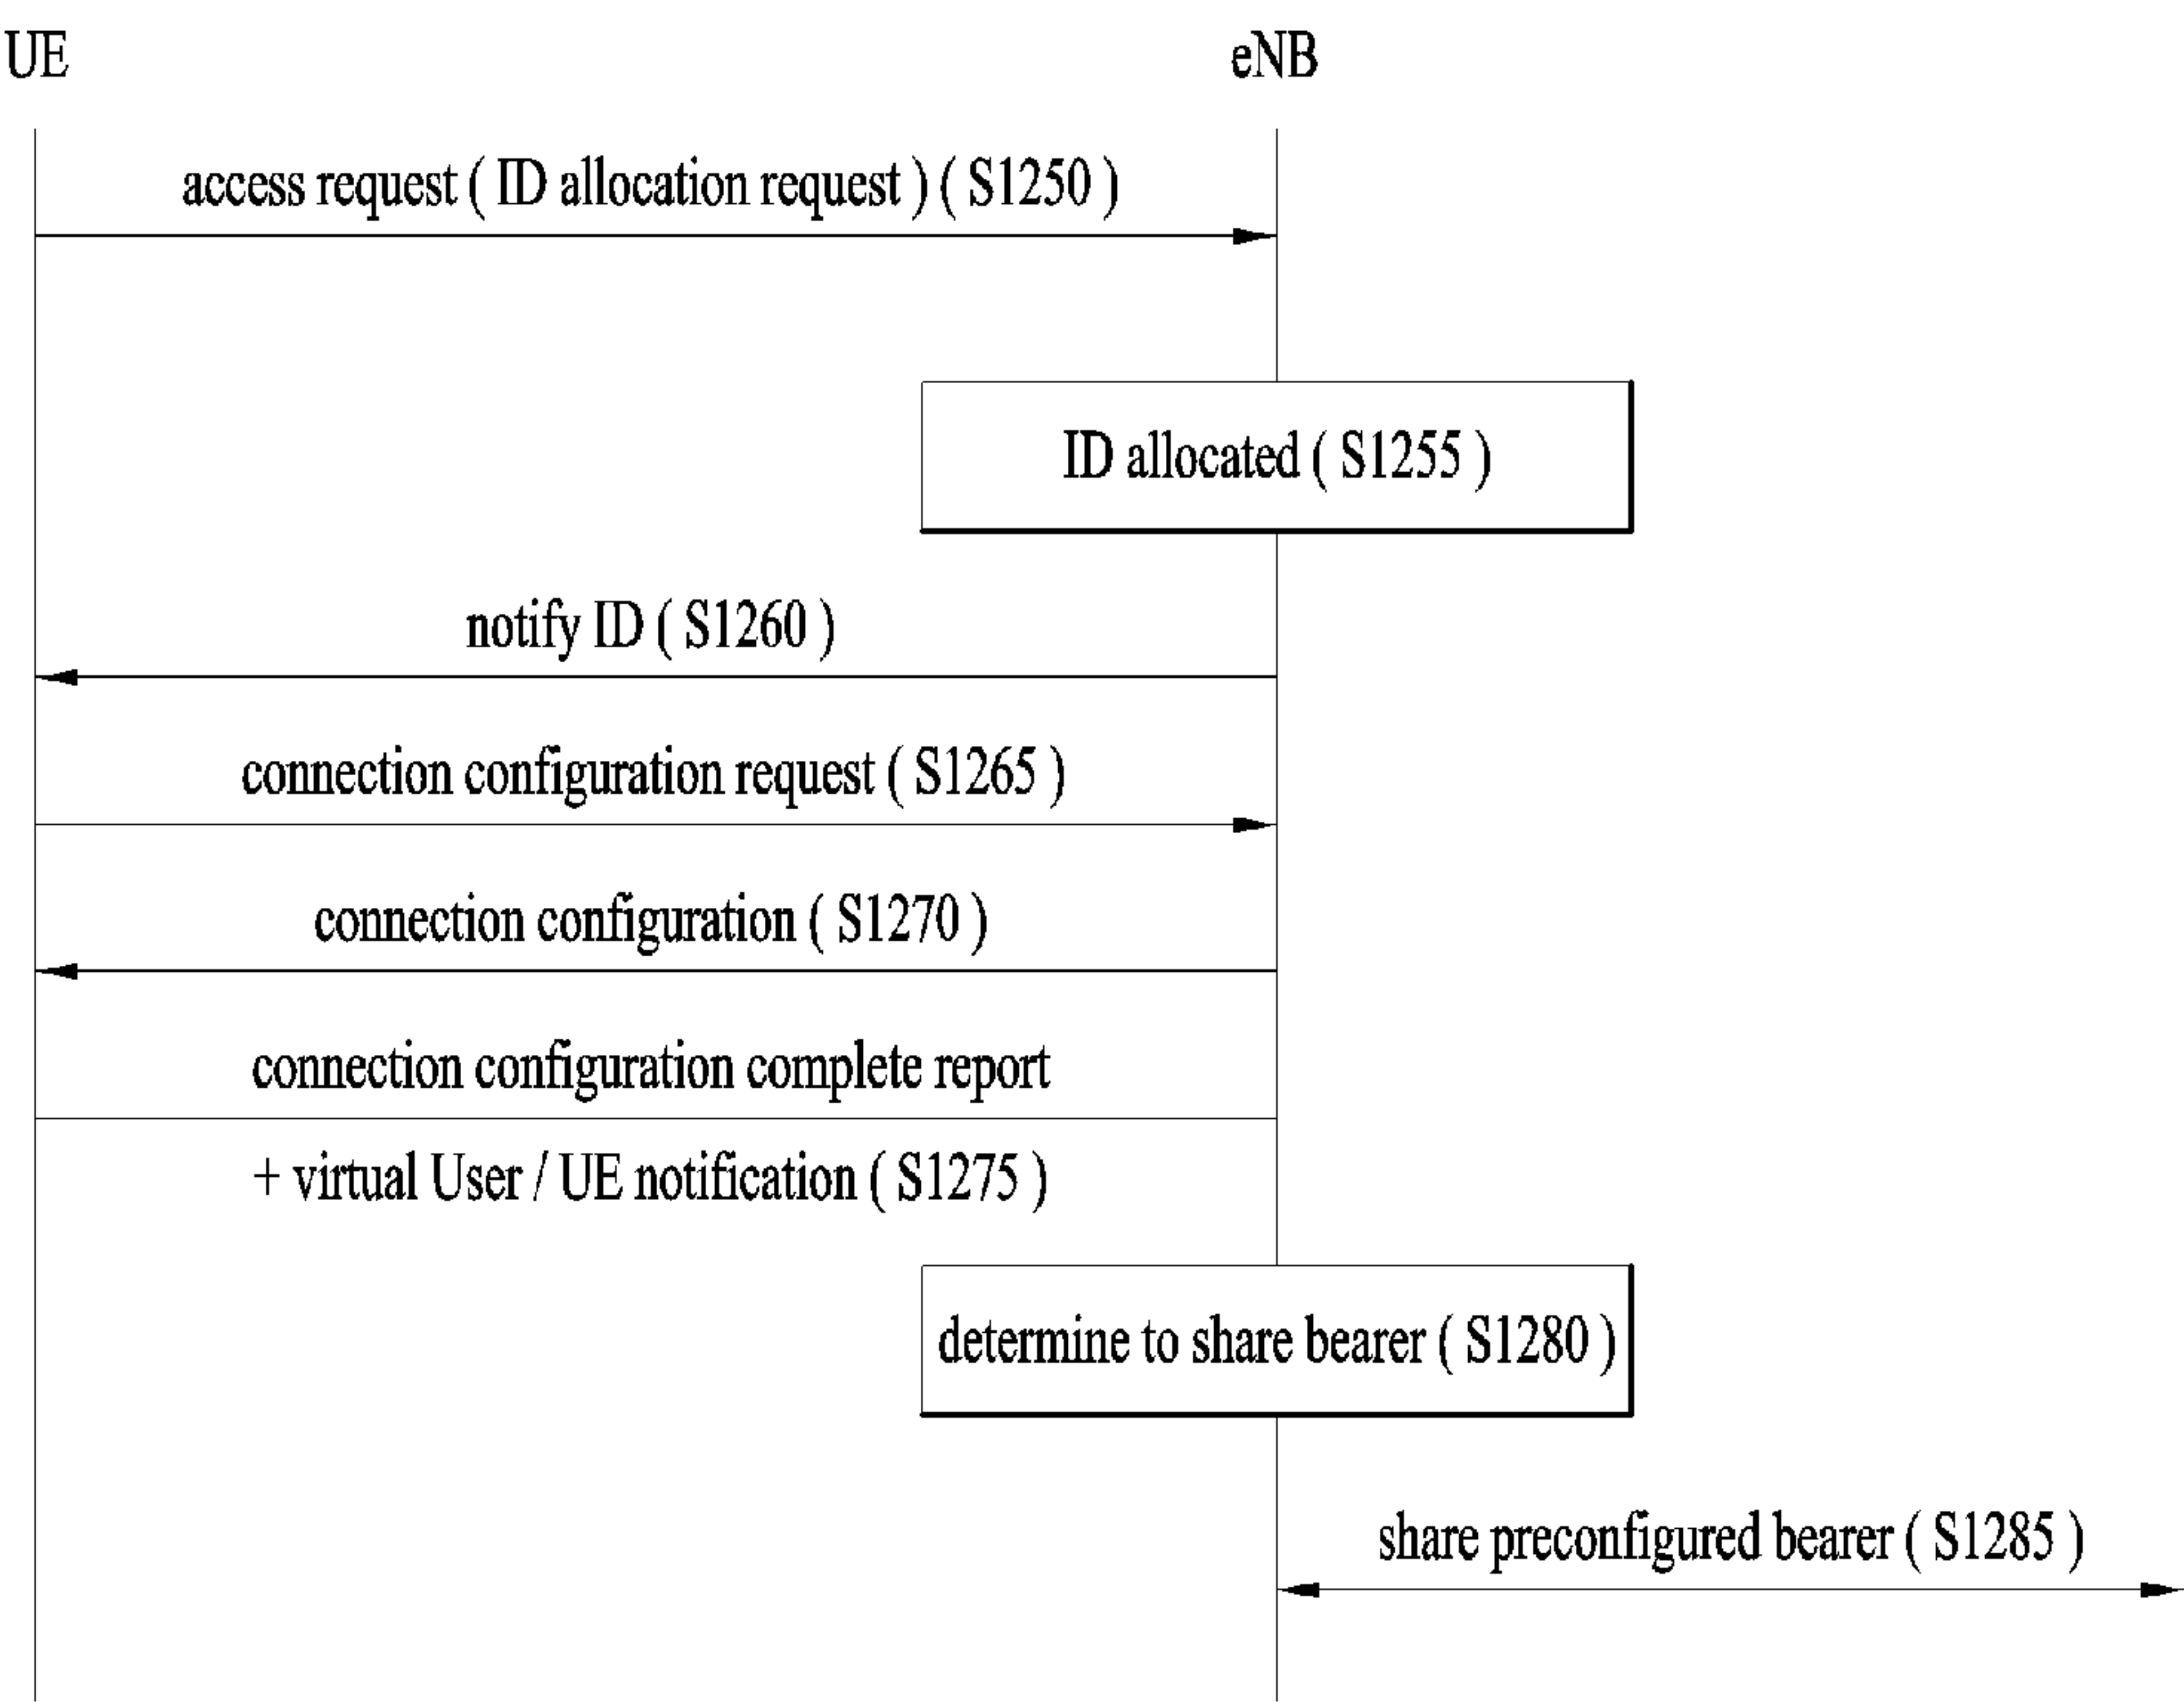 UE
eNB
access request ( ID allocation request ) ( S1250 )
ID allocated ( S1255 )
notify ID ( S1260 )
connection configuration request ( S1265 )
connection configuration ( S1270 )
connection configuration complete report
+ virtual User / UE notification ( S1275 )
determine to share bearer ( S1280 )
share preconfigured bearer ( S1285 )